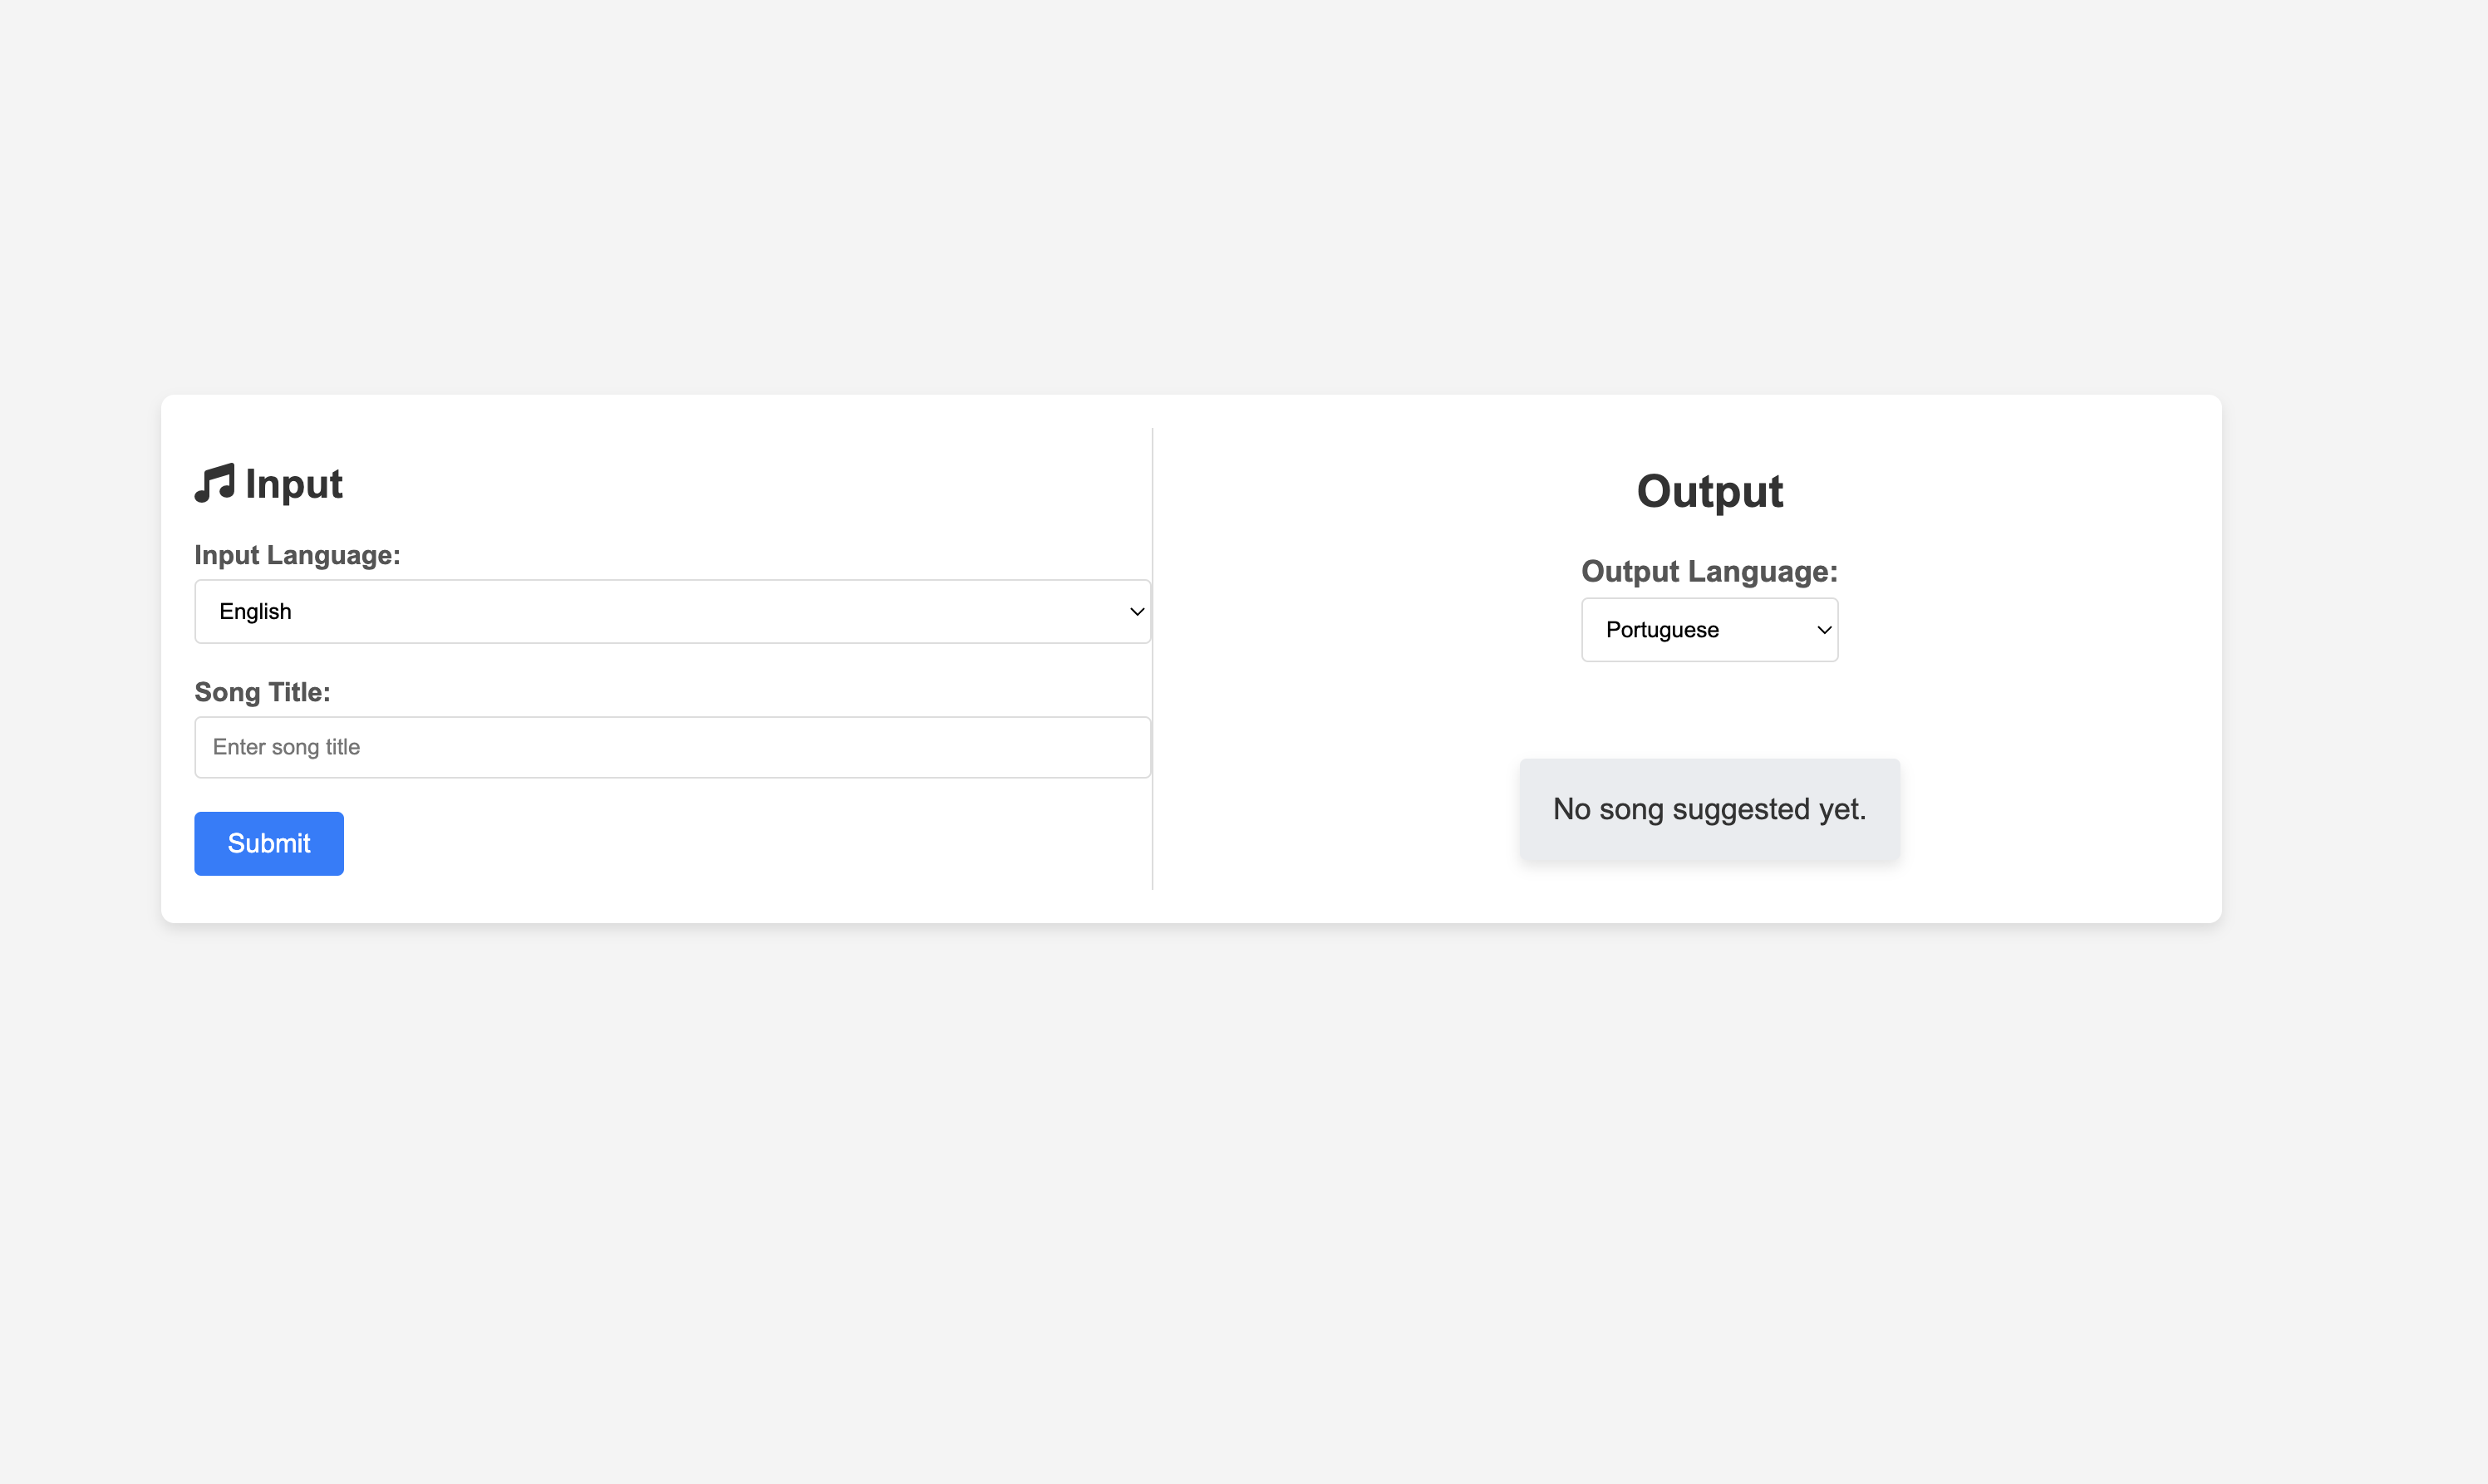 Input
Input Language:
English
Song Title:
Enter song title
Submit
Output
Output Language:
Portuguese
No song suggested yet.